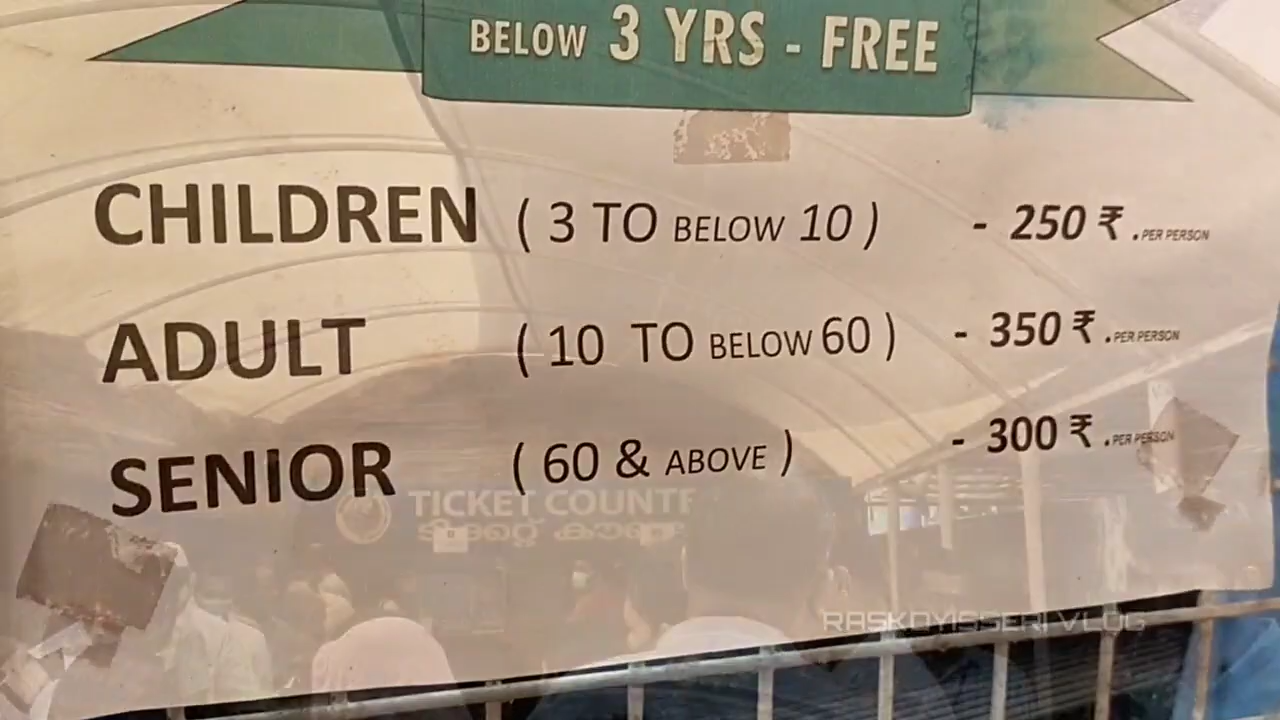 BELOW 3 YRS - FREE
CHILDREN ( 3 TO BELOW 10 ) - 250 ₹ .PER PERSON
ADULT ( 10 TO BELOW 60 ) - 350 ₹ .PER PERSON
SENIOR ( 60 & ABOVE ) - 300 ₹ .PER PERSON
TICKET COUNTE
ടിക്കറ്റ് കൗണ്ട
RASKOYISSERI VLOG